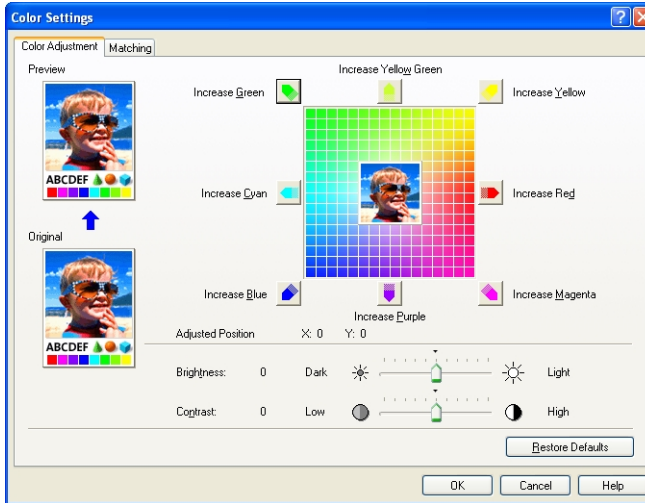 Color Settings
Color Adjustment Matching
Preview
Increase Yellow Green
Increase Green
Increase Yellow
ABCDEF
Increase Cyan
Increase Red
Original
Increase Blue
Increase Magenta
Increase Purple
ABCDEF
Adjusted Position X: 0 Y: 0
Brightness: 0 Dark Light
Contrast: 0 Low High
Restore Defaults
OK Cancel Help